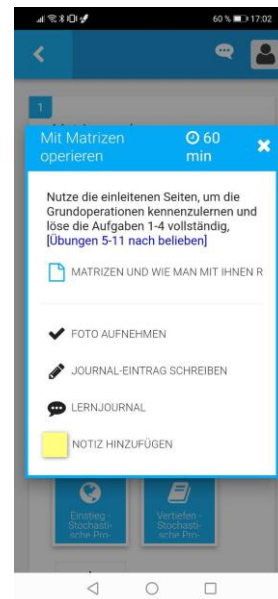 60 % 17:02
1
Mit Matrizen
operieren
60
min
Nutze die einleitenen Seiten, um die
Grundoperationen kennenzulernen und
löse die Aufgaben 1-4 vollständig,
[Übungen 5-11 nach belieben]
MATRIZEN UND WIE MAN MIT IHNEN R
FOTO AUFNEHMEN
JOURNAL-EINTRAG SCHREIBEN
LERNJOURNAL
NOTIZ HINZUFÜGEN
Einstieg -
Stochasti-
sche Pro-
Vertiefen -
Stochasti-
sche Pro-